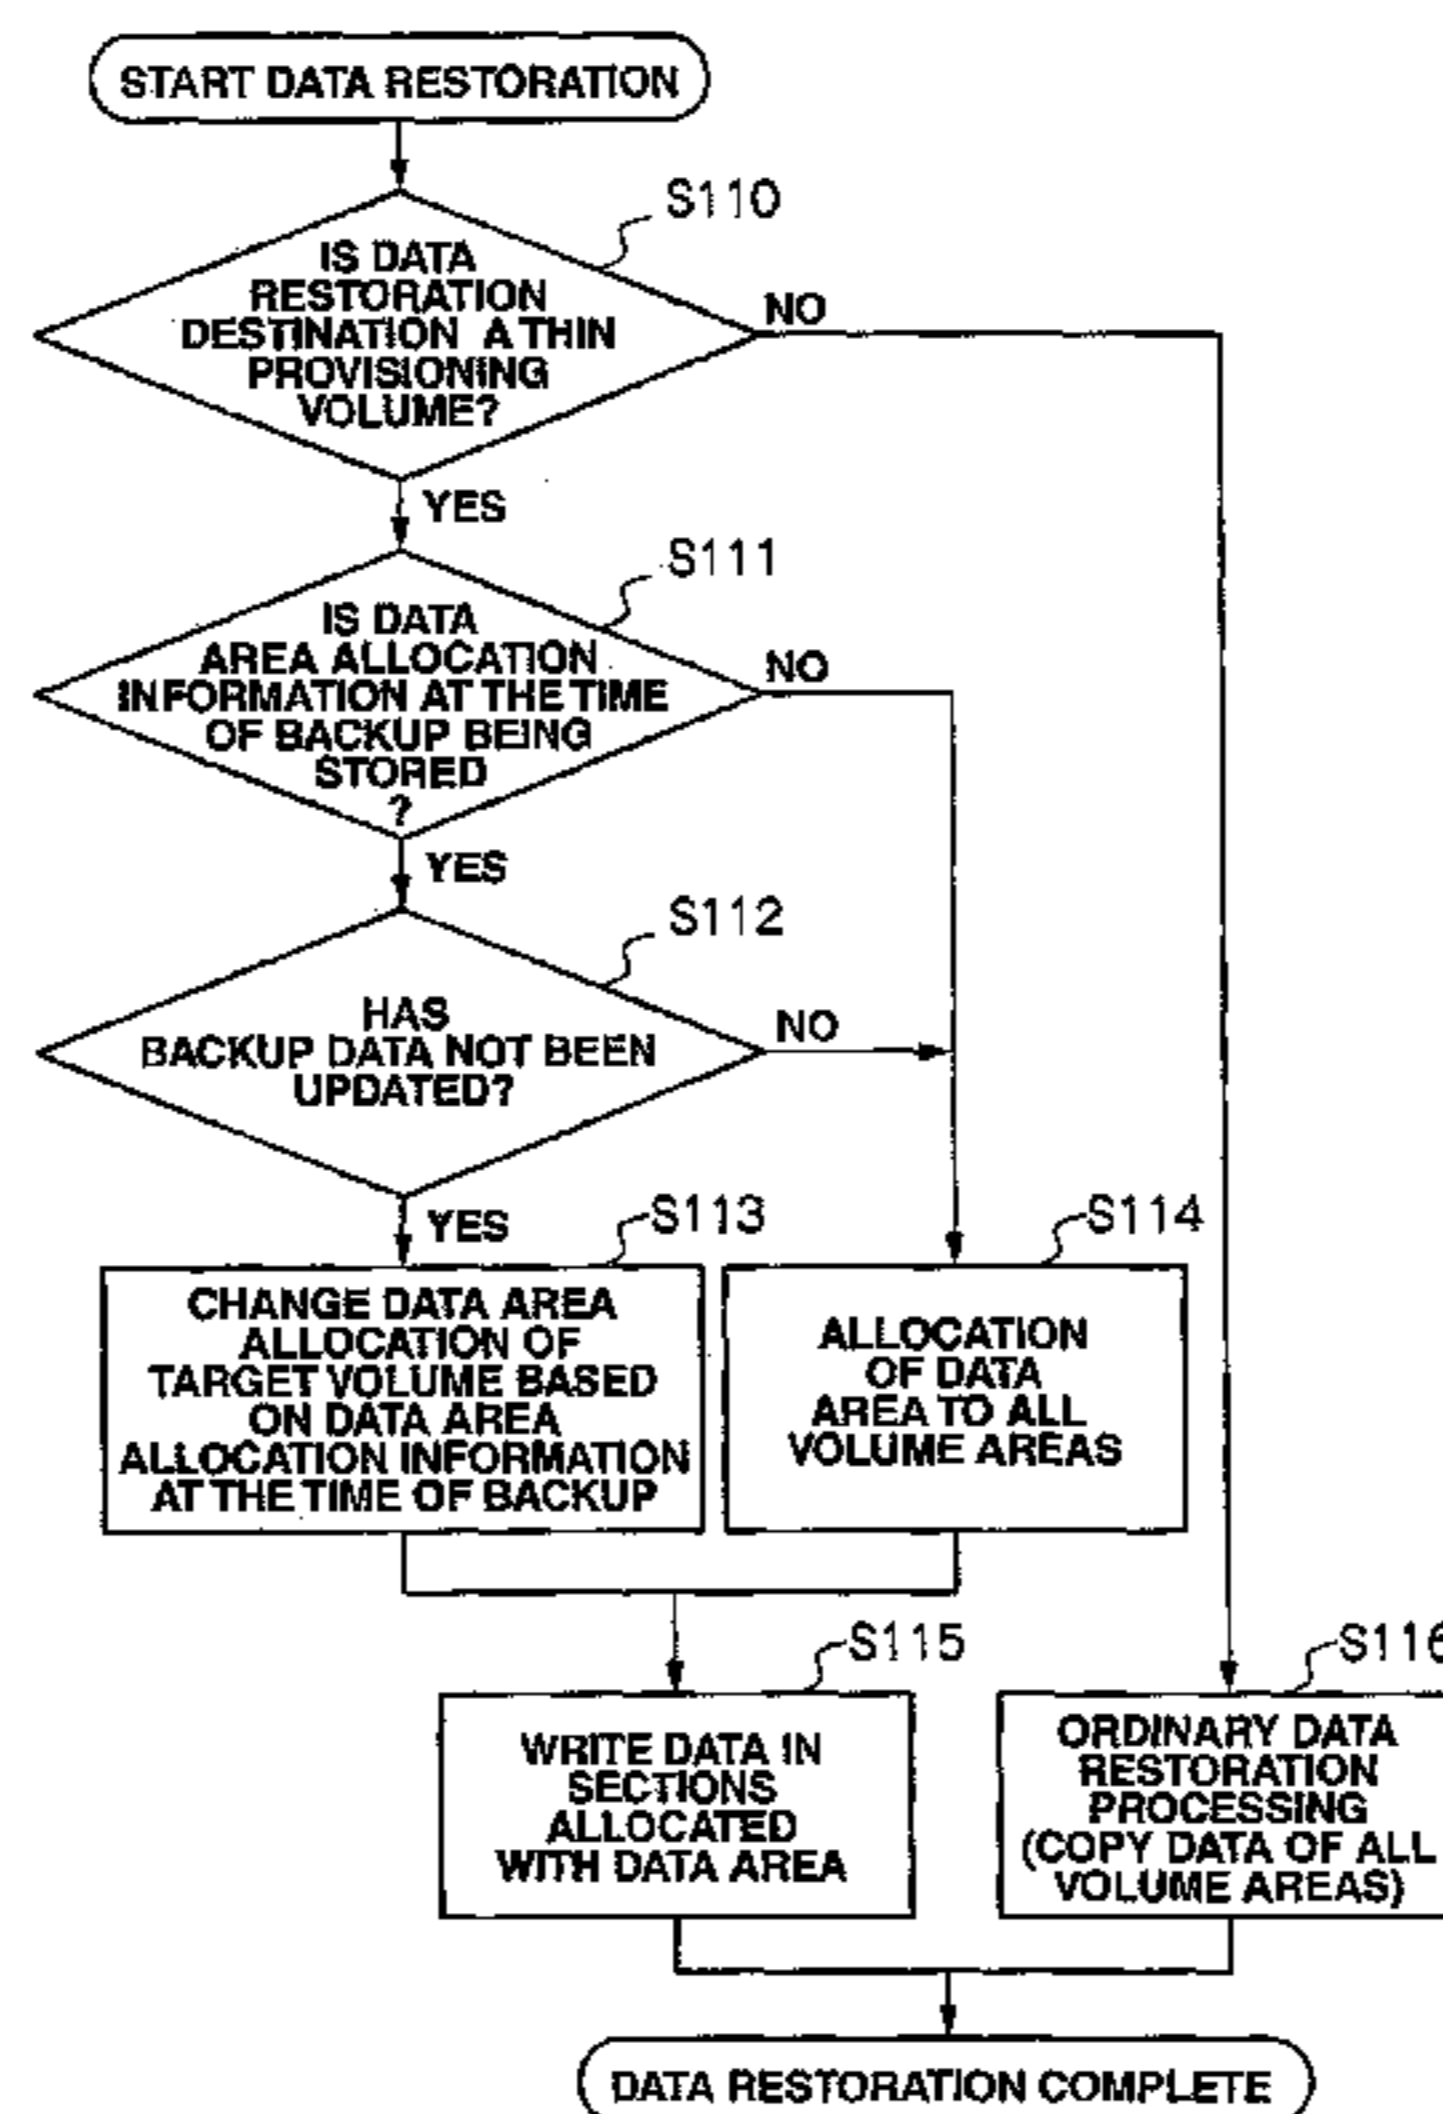 START DATA RESTORATION
S110
IS DATA
RESTORATION
DESTINATION A THIN
PROVISIONING
VOLUME?
NO
YES
S111
IS DATA
AREA ALLOCATION
INFORMATION AT THE TIME
OF BACKUP BEING
STORED
?
NO
YES
S112
HAS
BACKUP DATA NOT BEEN
UPDATED?
NO
YES
S113
CHANGE DATA AREA
ALLOCATION OF
TARGET VOLUME BASED
ON DATA AREA
ALLOCATION INFORMATION
AT THE TIME OF BACKUP
S114
ALLOCATION
OF DATA
AREA TO ALL
VOLUME AREAS
S115
WRITE DATA IN
SECTIONS
ALLOCATED
WITH DATA AREA
S116
ORDINARY DATA
RESTORATION
PROCESSING
(COPY DATA OF ALL
VOLUME AREAS)
DATA RESTORATION COMPLETE